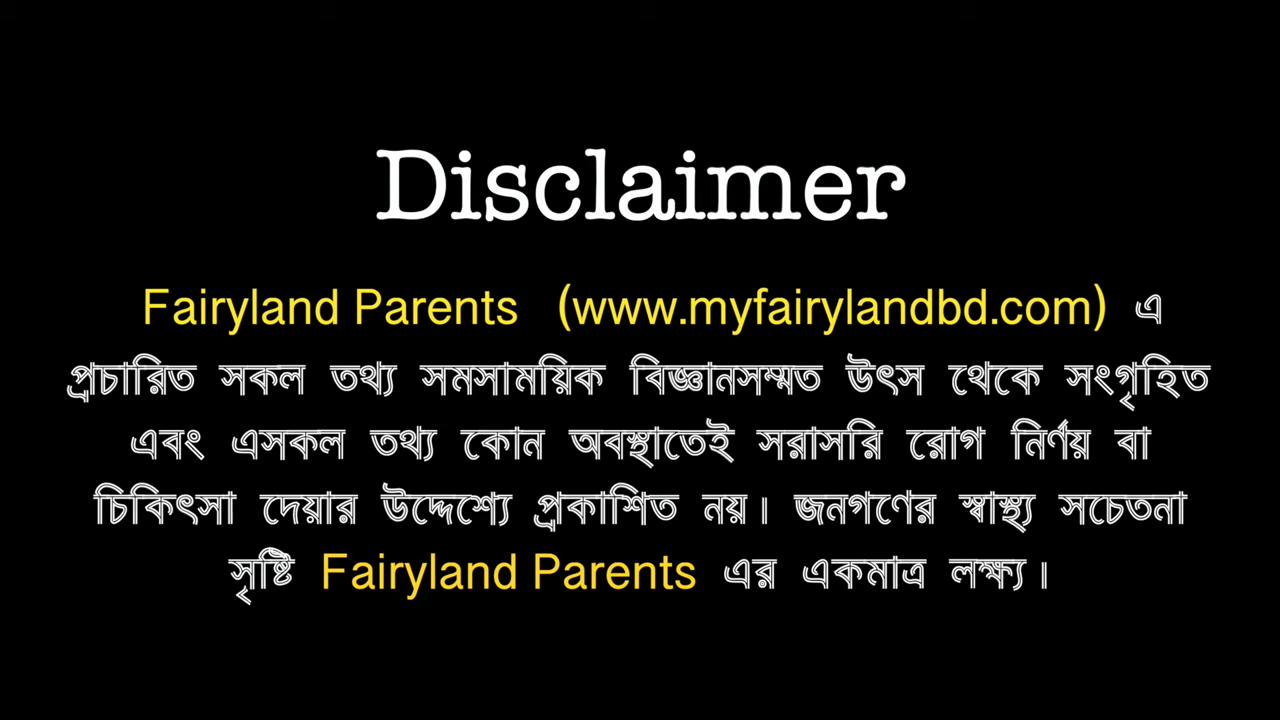 Disclaimer
Fairyland Parents (www.myfairylandbd.com) এ
প্রচারিত সকল তথ্য সমসাময়িক বিজ্ঞানসম্মত উৎস থেকে সংগৃহিত
এবং এসকল তথ্য কোন অবস্থাতেই সরাসরি রোগ নির্ণয় বা
চিকিৎসা দেয়ার উদ্দেশ্যে প্রকাশিত নয়। জনগণের স্বাস্থ্য সচেতনা
সৃষ্টি Fairyland Parents এর একমাত্র লক্ষ্য।